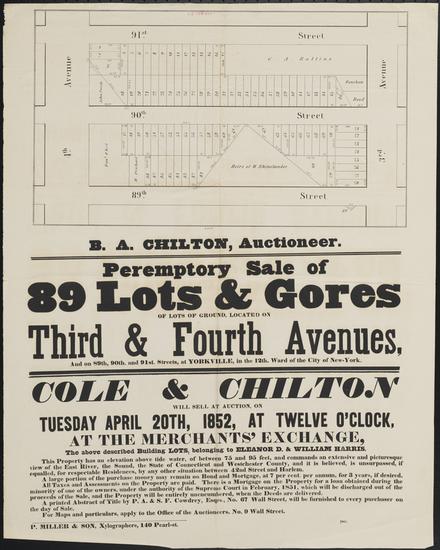 91st Street
C A Rollins
Avenue
Avenue
90th Street
4th
3rd
Heirs of W. Rhinelander
89th Street
B. A. CHILTON, Auctioneer.
Peremptory Sale of
89 Lots & Gores
OF LOTS OF GROUND, LOCATED ON
Third & Fourth Avenues,
And on 89th, 90th, and 91st. Streets, at YORKVILLE, in the 12th. Ward of the City of New-York.
COLE & CHILTON
WILL SELL AT AUCTION, ON
TUESDAY APRIL 20TH, 1852, AT TWELVE O'CLOCK,
AT THE MERCHANTS' EXCHANGE,
The above described Building LOTS, belonging to ELEANOR D. & WILLIAM HARRIS.
This Property has an elevation above tide water, of between 75 and 95 feet, and commands an extensive and picturesque
view of the East River, the Sound, the State of Connecticut and Westchester County, and it is believed, is unsurpassed, if
equalled, for respectable Residences, by any other situation between 42nd Street and Harlem.
A large portion of the purchase money may remain on Bond and Mortgage, at 7 per cent per annum, for 3 years, if desired.
All Taxes and Assessments on the Property are paid. There is a Mortgage on the Property for a loan obtained during the
minority of one of the owners, under the authority of the Supreme Court in February, 1851, which will be discharged out of the
proceeds of the Sale, and the Property will be entirely unencumbered, when the Deeds are delivered.
A printed Abstract of Title by P. A. & S. F. Cowdrey, Esqrs, No. 67 Wall Street, will be furnished to every purchaser on
the day of Sale.
For Maps and particulars, apply to the Office of the Auctioneers, No. 9 Wall Street.
P. MILLER & SON, Xylographers, 140 Pearl-st.